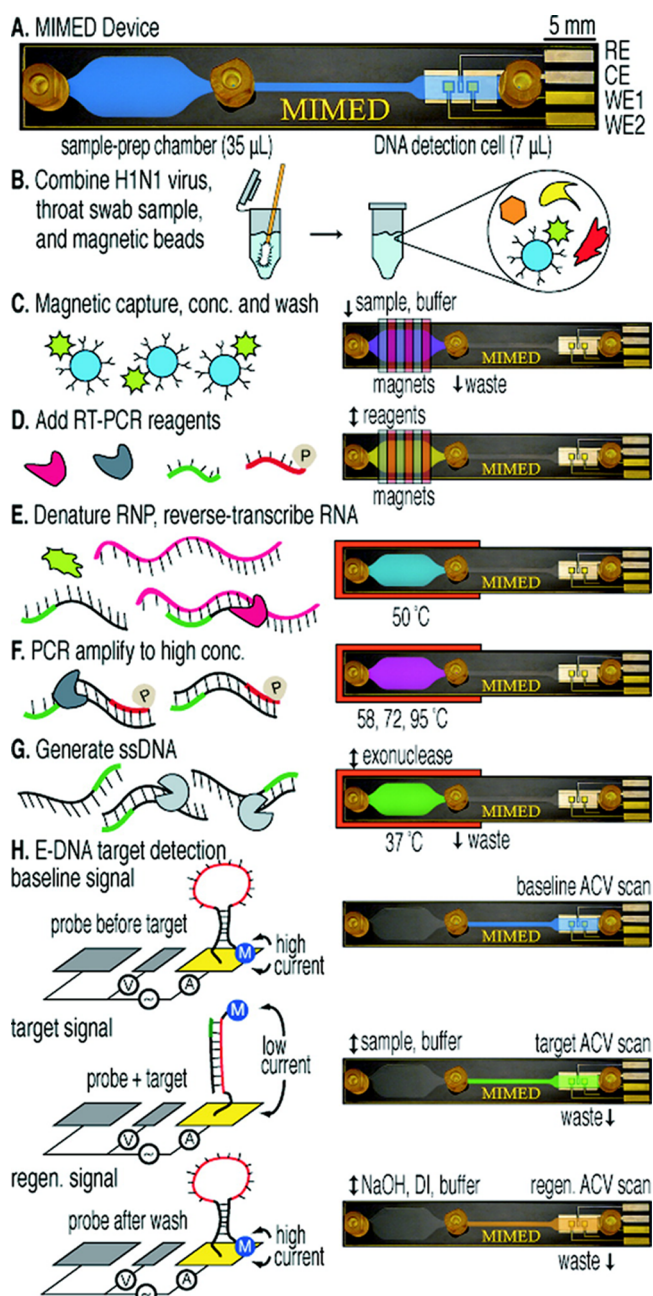 A. MIMED Device
5 mm
RE
CE
WE1
WE2
MIMED
sample-prep chamber (35 µL)
DNA detection cell (7 µL)
B. Combine H1N1 virus,
throat swab sample,
and magnetic beads
C. Magnetic capture, conc. and wash
↓ sample, buffer
MIMED
magnets ↓ waste
D. Add RT-PCR reagents
P
↕ reagents
MIMED
magnets
E. Denature RNP, reverse-transcribe RNA
MIMED
50 °C
F. PCR amplify to high conc.
P
P
MIMED
58, 72, 95 °C
G. Generate ssDNA
↕ exonuclease
MIMED
37 °C ↓ waste
H. E-DNA target detection
baseline signal
probe before target
M
high
current
V
~
A
baseline ACV scan
MIMED
target signal
M
low
current
probe + target
V
~
A
↕ sample, buffer
target ACV scan
MIMED
waste ↓
regen. signal
probe after wash
M
high
current
V
~
A
↕ NaOH, DI, buffer
regen. ACV scan
MIMED
waste ↓